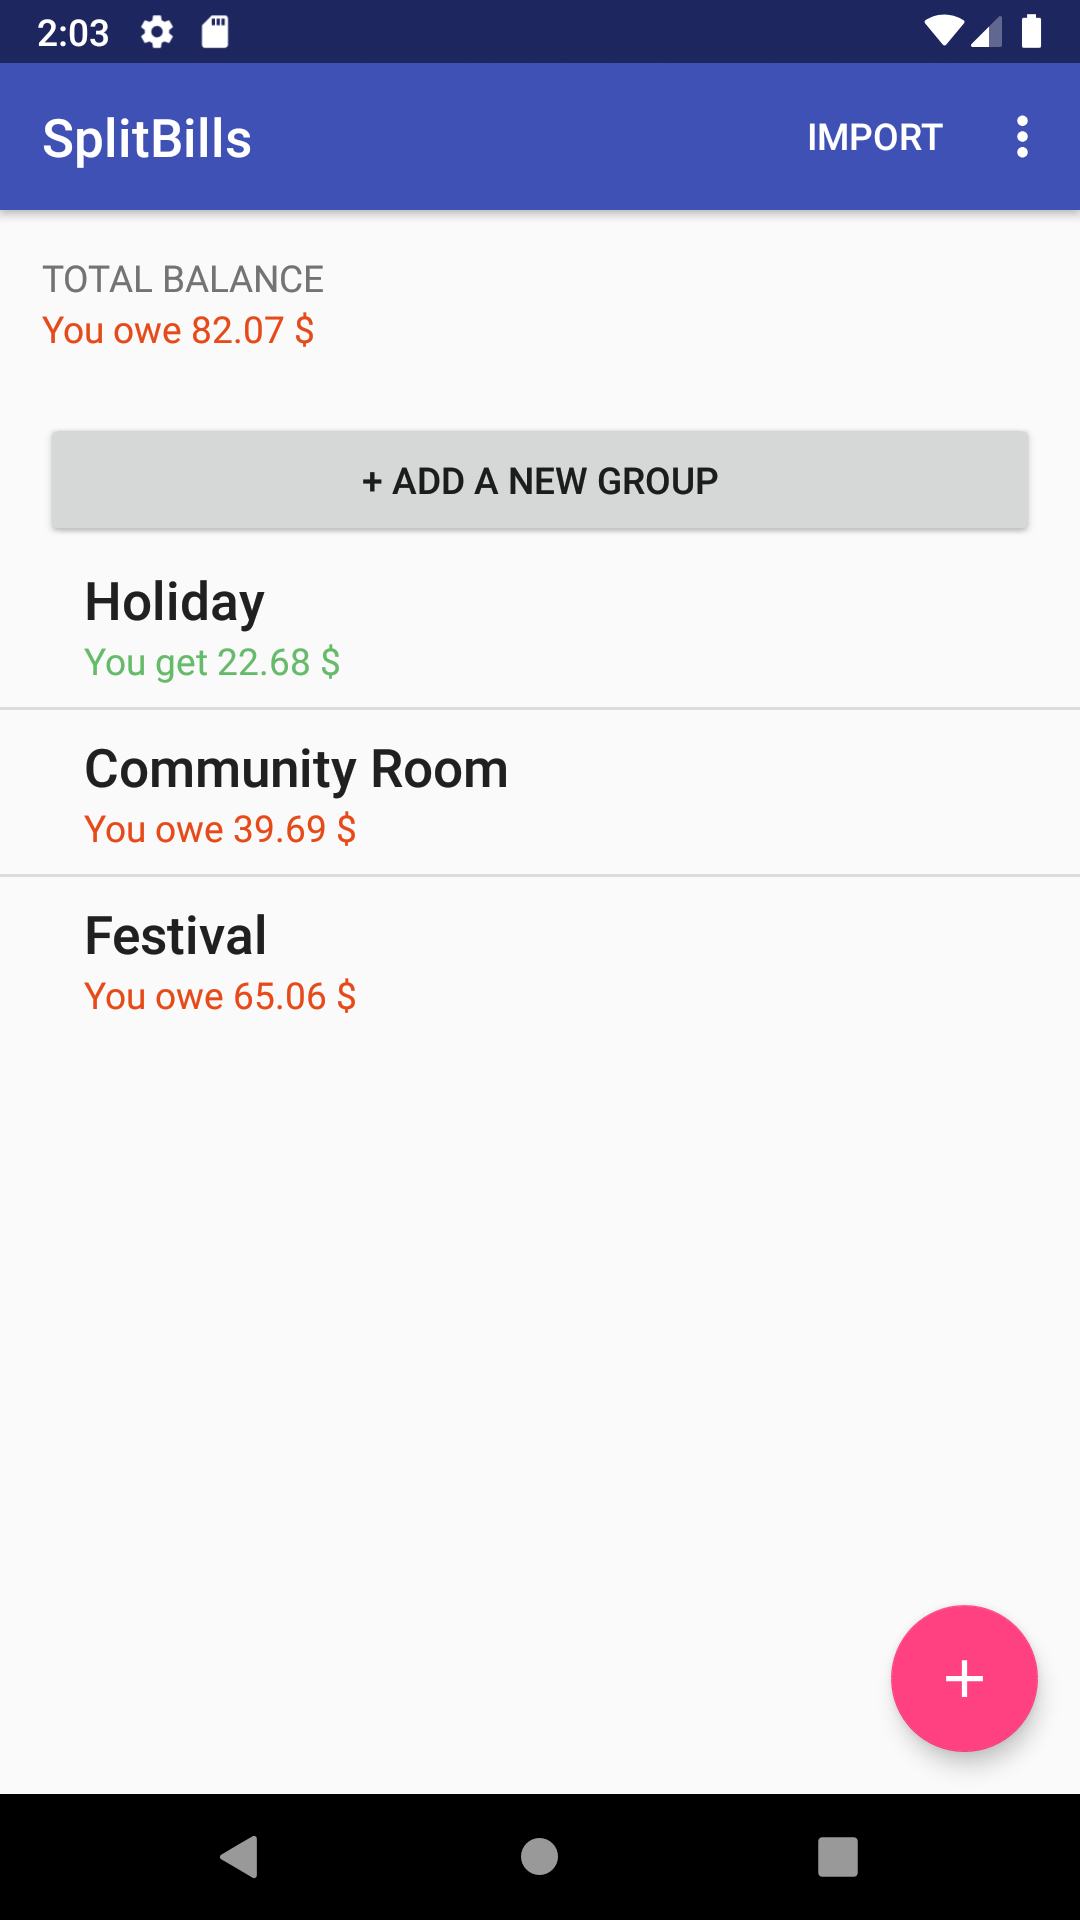 2:03
SplitBills
IMPORT
TOTAL BALANCE
You owe 82.07 $
+ ADD A NEW GROUP
Holiday
You get 22.68 $
Community Room
You owe 39.69 $
Festival
You owe 65.06 $